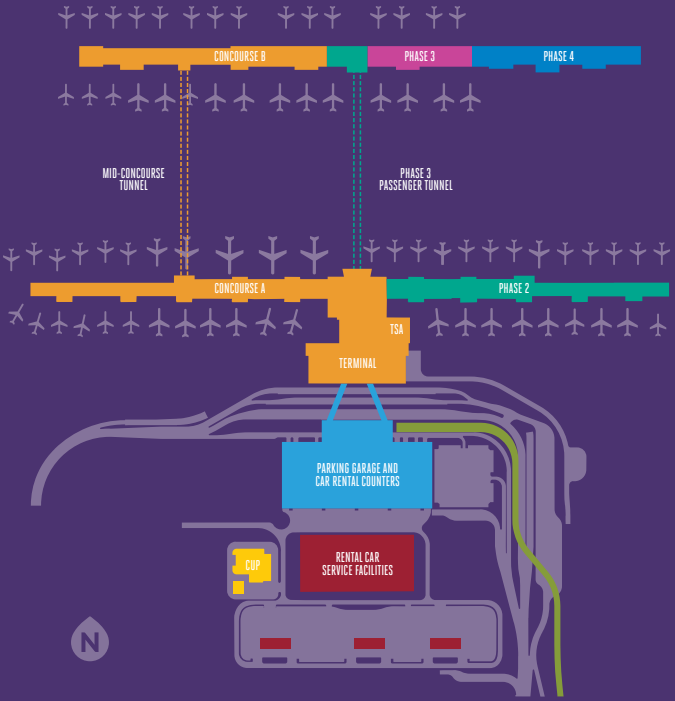 CONCOURSE B
PHASE 3
PHASE 4
MID-CONCOURSE
TUNNEL
PHASE 3
PASSENGER TUNNEL
CONCOURSE A
PHASE 2
TSA
TERMINAL
PARKING GARAGE AND
CAR RENTAL COUNTERS
CUP
RENTAL CAR
SERVICE FACILITIES
N